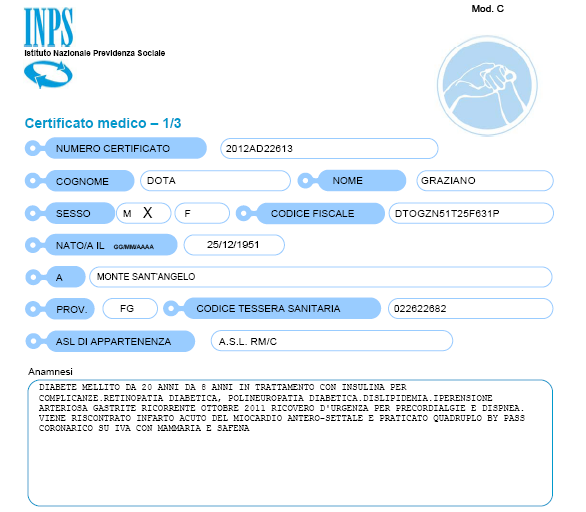 Mod. C
INPS
Istituto Nazionale Previdenza Sociale
Certificato medico – 1/3
NUMERO CERTIFICATO 2012AD22613
COGNOME DOTA NOME GRAZIANO
SESSO M X F CODICE FISCALE DTOGZN51T25F631P
NATO/A IL GG/MM/AAAA 25/12/1951
A MONTE SANT'ANGELO
PROV. FG CODICE TESSERA SANITARIA 022622682
ASL DI APPARTENENZA A.S.L. RM/C
Anamnesi
DIABETE MELLITO DA 20 ANNI DA 8 ANNI IN TRATTAMENTO CON INSULINA PER
COMPLICANZE.RETINOPATIA DIABETICA, POLINEUROPATIA DIABETICA.DISLIPIDEMIA.IPERENSIONE
ARTERIOSA GASTRITE RICORRENTE OTTOBRE 2011 RICOVERO D'URGENZA PER PRECORDIALGIE E DISPNEA.
VIENE RISCONTRATO INFARTO ACUTO DEL MIOCARDIO ANTERO-SETTALE E PRATICATO QUADRUPLO BY PASS
CORONARICO SU IVA CON MAMMARIA E SAFENA